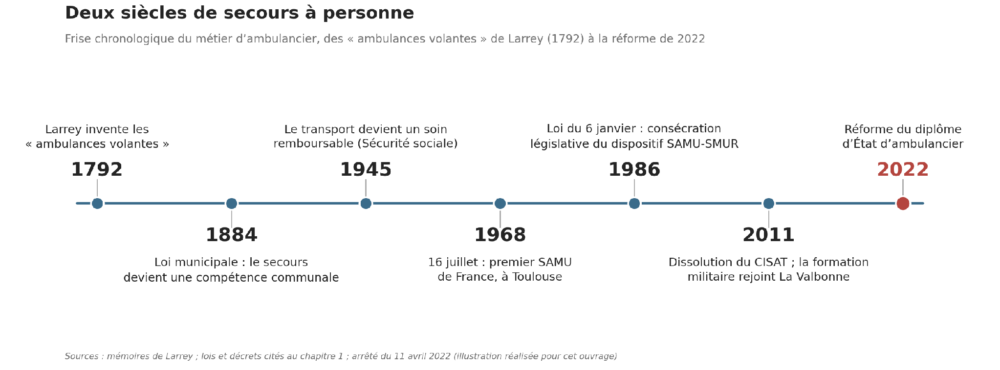 Deux siècles de secours à personne
Frise chronologique du métier d’ambulancier, des « ambulances volantes » de Larrey (1792) à la réforme de 2022
Larrey invente les
« ambulances volantes »
1792
Le transport devient un soin
remboursable (Sécurité sociale)
1945
Loi du 6 janvier : consécration
législative du dispositif SAMU-SMUR
1986
Réforme du diplôme
d’État d’ambulancier
2022
1884
Loi municipale : le secours
devient une compétence communale
1968
16 juillet : premier SAMU
de France, à Toulouse
2011
Dissolution du CISAT ; la formation
militaire rejoint La Valbonne
Sources : mémoires de Larrey ; lois et décrets cités au chapitre 1 ; arrêté du 11 avril 2022 (illustration réalisée pour cet ouvrage)